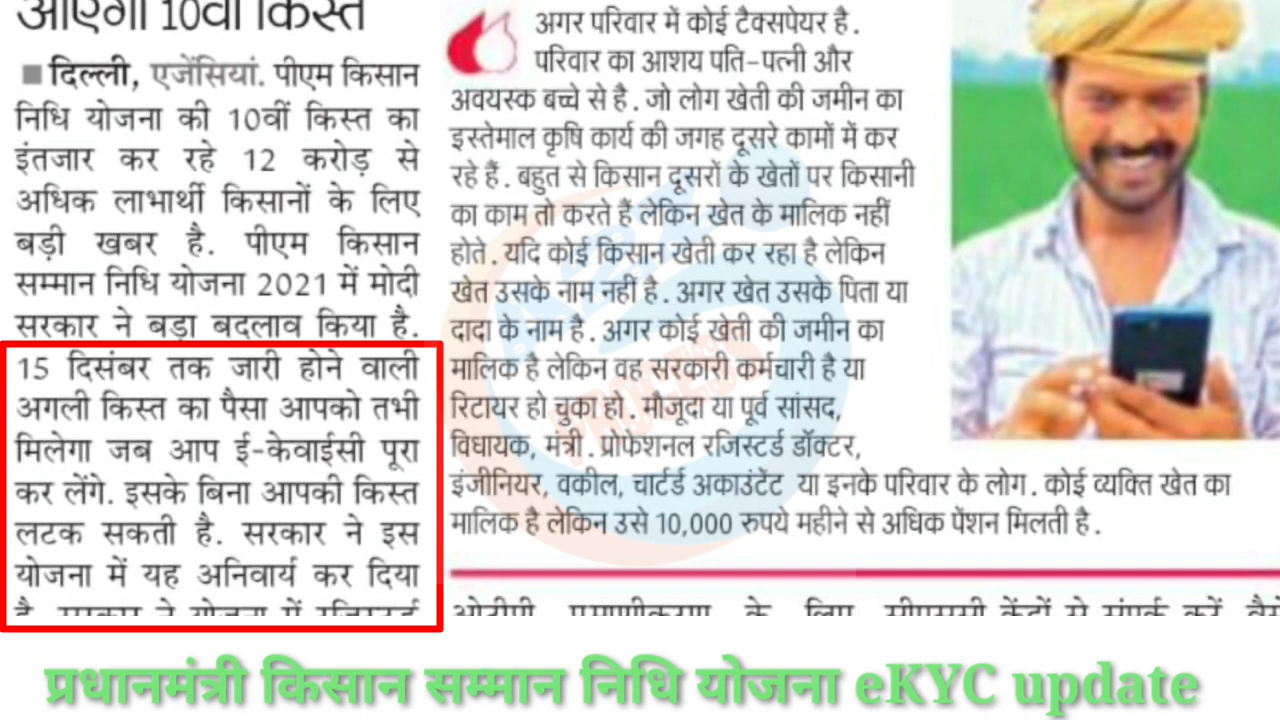 आएगी 10वीं किस्त
■ दिल्ली, एजेंसियां. पीएम किसान
निधि योजना की 10वीं किस्त का
इंतजार कर रहे 12 करोड़ से
अधिक लाभार्थी किसानों के लिए
बड़ी खबर है. पीएम किसान
सम्मान निधि योजना 2021 में मोदी
सरकार ने बड़ा बदलाव किया है.
15 दिसंबर तक जारी होने वाली
अगली किस्त का पैसा आपको तभी
मिलेगा जब आप ई-केवाईसी पूरा
कर लेंगे. इसके बिना आपकी किस्त
लटक सकती है. सरकार ने इस
योजना में यह अनिवार्य कर दिया
अगर परिवार में कोई टैक्सपेयर है.
परिवार का आशय पति-पत्नी और
अवयस्क बच्चे से है. जो लोग खेती की जमीन का
इस्तेमाल कृषि कार्य की जगह दूसरे कामों में कर
रहे हैं. बहुत से किसान दूसरों के खेतों पर किसानी
का काम तो करते हैं लेकिन खेत के मालिक नहीं
होते. यदि कोई किसान खेती कर रहा है लेकिन
खेत उसके नाम नहीं है. अगर खेत उसके पिता या
दादा के नाम है. अगर कोई खेती की जमीन का
मालिक है लेकिन वह सरकारी कर्मचारी है या
रिटायर हो चुका हो. मौजूदा या पूर्व सांसद,
विधायक, मंत्री. प्रोफेशनल रजिस्टर्ड डॉक्टर,
इंजीनियर, वकील, चार्टर्ड अकाउंटेंट या इनके परिवार के लोग. कोई व्यक्ति खेत का
मालिक है लेकिन उसे 10,000 रुपये महीने से अधिक पेंशन मिलती है.
PROCESS
प्रधानमंत्री किसान सम्मान निधि योजना eKYC update